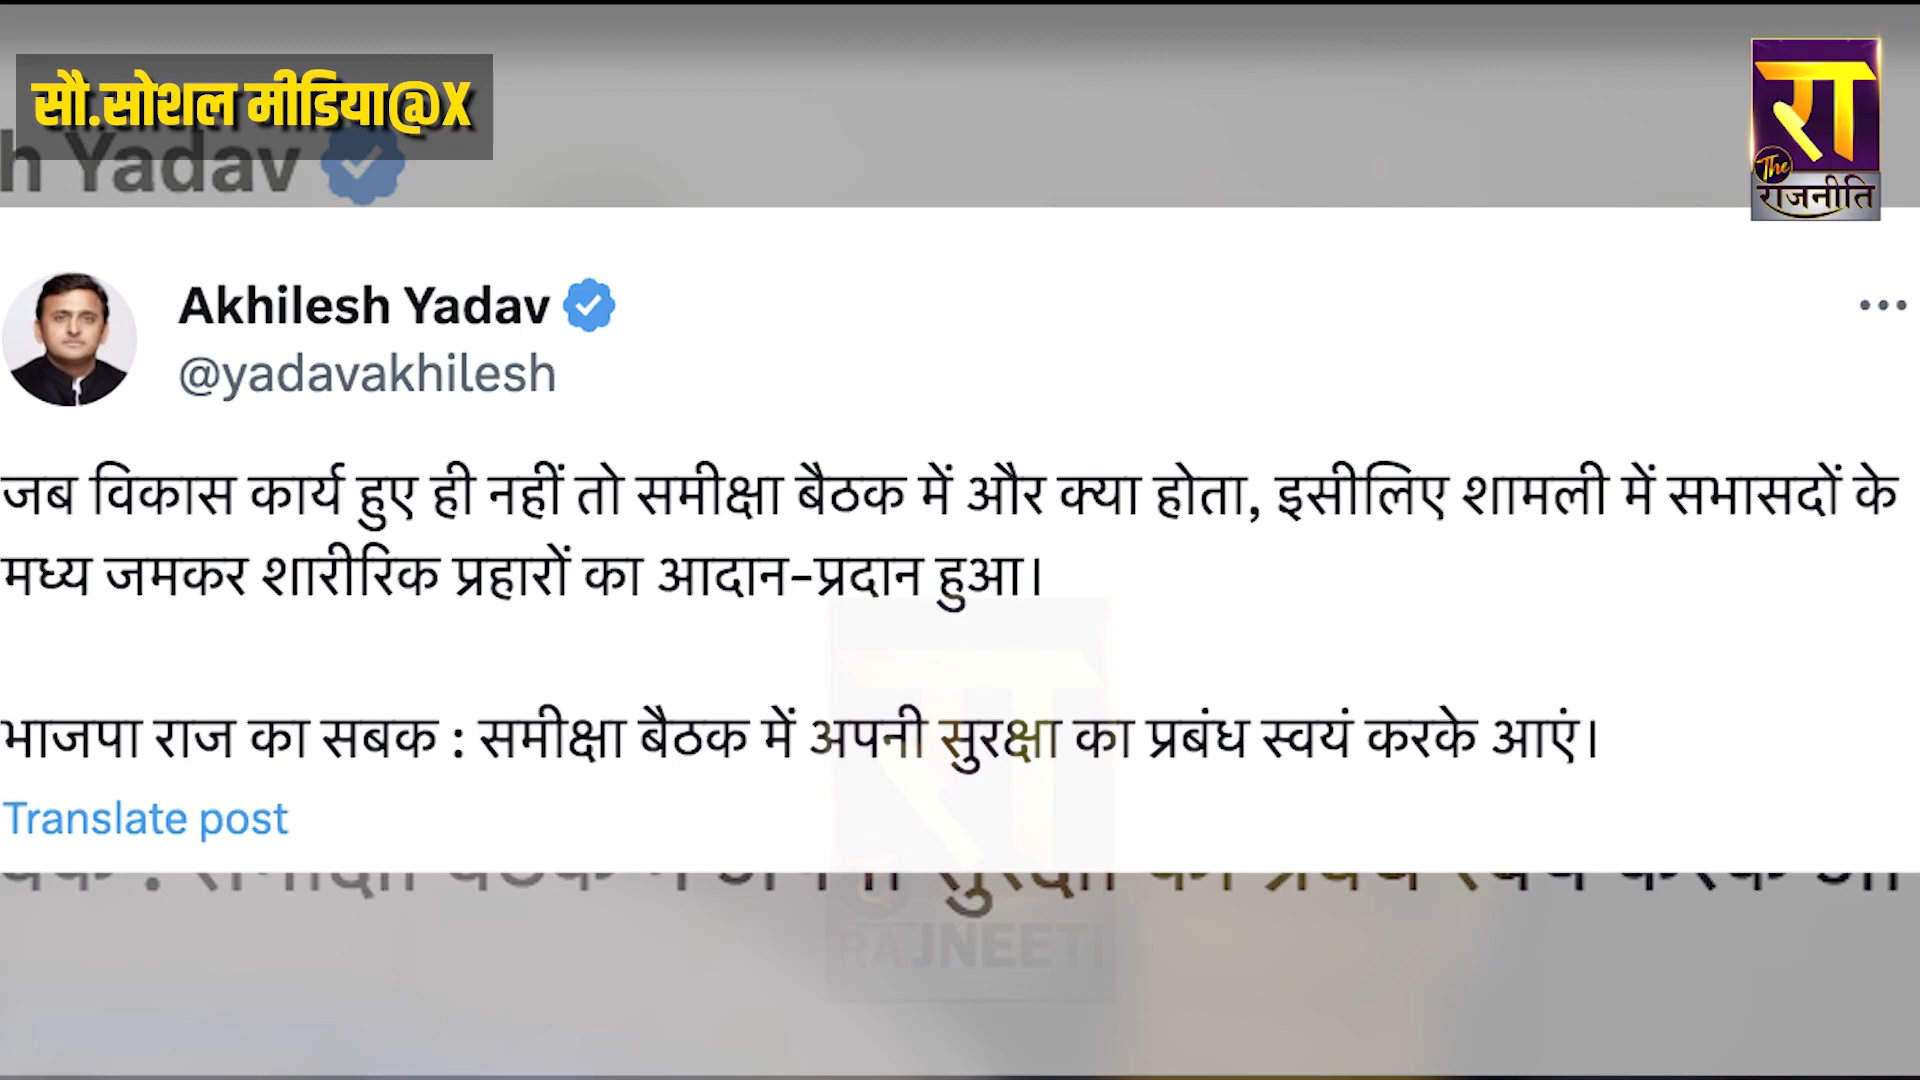 सौ.सोशल मीडिया@X
रा
The
राजनीति
h Yadav
Akhilesh Yadav
@yadavakhilesh
जब विकास कार्य हुए ही नहीं तो समीक्षा बैठक में और क्या होता, इसीलिए शामली में सभासदों के
मध्य जमकर शारीरिक प्रहारों का आदान-प्रदान हुआ।
भाजपा राज का सबक : समीक्षा बैठक में अपनी सुरक्षा का प्रबंध स्वयं करके आएं।
Translate post
RAJNEETI